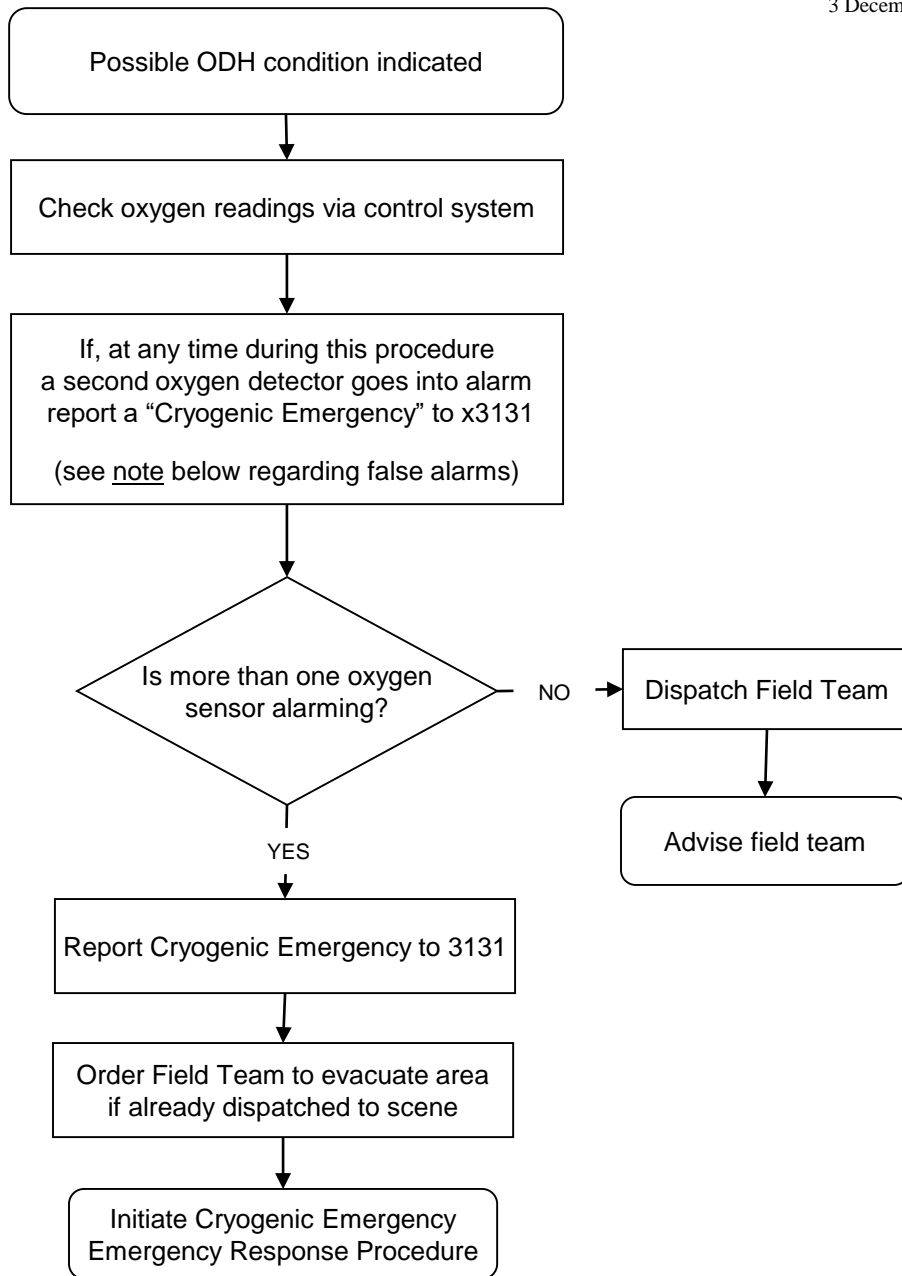 3 Decem
Possible ODH condition indicated
Check oxygen readings via control system
If, at any time during this procedure
a second oxygen detector goes into alarm
report a “Cryogenic Emergency” to x3131
(see note below regarding false alarms)
Is more than one oxygen
sensor alarming?
NO
Dispatch Field Team
Advise field team
YES
Report Cryogenic Emergency to 3131
Order Field Team to evacuate area
if already dispatched to scene
Initiate Cryogenic Emergency
Emergency Response Procedure